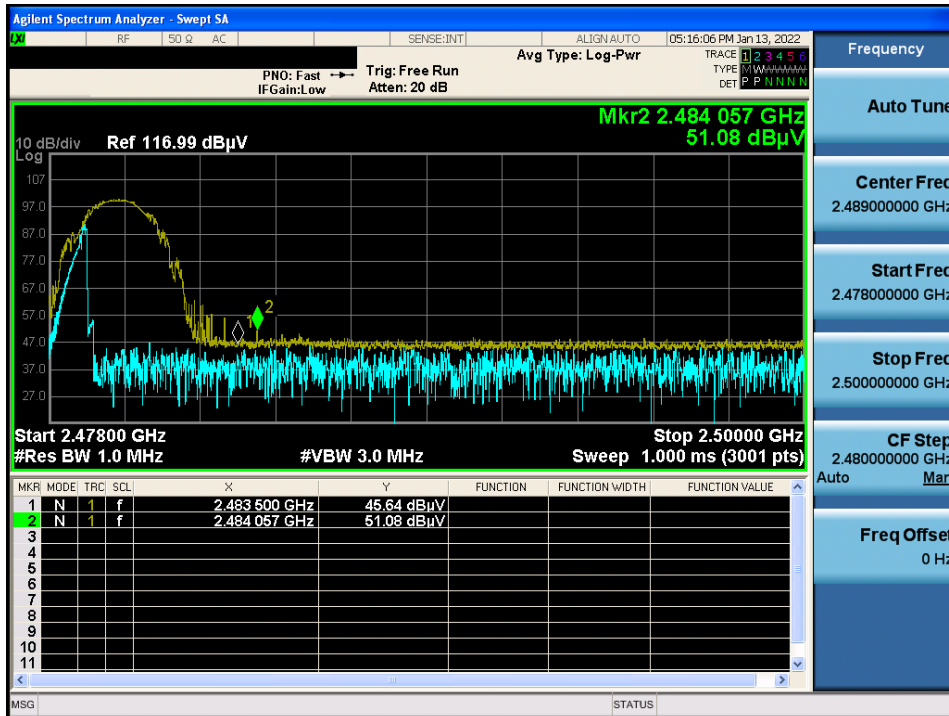 Agilent Spectrum Analyzer - Swept SA
LXI RF 50 Ω AC SENSE:INT ALIGN AUTO 05:16:06 PM Jan 13, 2022
Avg Type: Log-Pwr
TRACE 1 2 3 4 5 6
TYPE M W W W W W
DET P P N N N N
PNO: Fast
IFGain:Low
Trig: Free Run
Atten: 20 dB
Mkr2 2.484 057 GHz
51.08 dBµV
10 dB/div
Log
Ref 116.99 dBµV
107
97.0
87.0
77.0
67.0
57.0
47.0
37.0
27.0
1
2
Start 2.47800 GHz
Stop 2.50000 GHz
#Res BW 1.0 MHz
#VBW 3.0 MHz
Sweep 1.000 ms (3001 pts)
MKR MODE TRC SCL X Y FUNCTION FUNCTION WIDTH FUNCTION VALUE
1 N 1 f 2.483 500 GHz 45.64 dBµV
2 N 1 f 2.484 057 GHz 51.08 dBµV
3
4
5
6
7
8
9
10
11
MSG
STATUS
Frequency
Auto Tune
Center Freq
2.489000000 GHz
Start Freq
2.478000000 GHz
Stop Freq
2.500000000 GHz
CF Step
2.480000000 GHz
Auto Man
Freq Offset
0 Hz